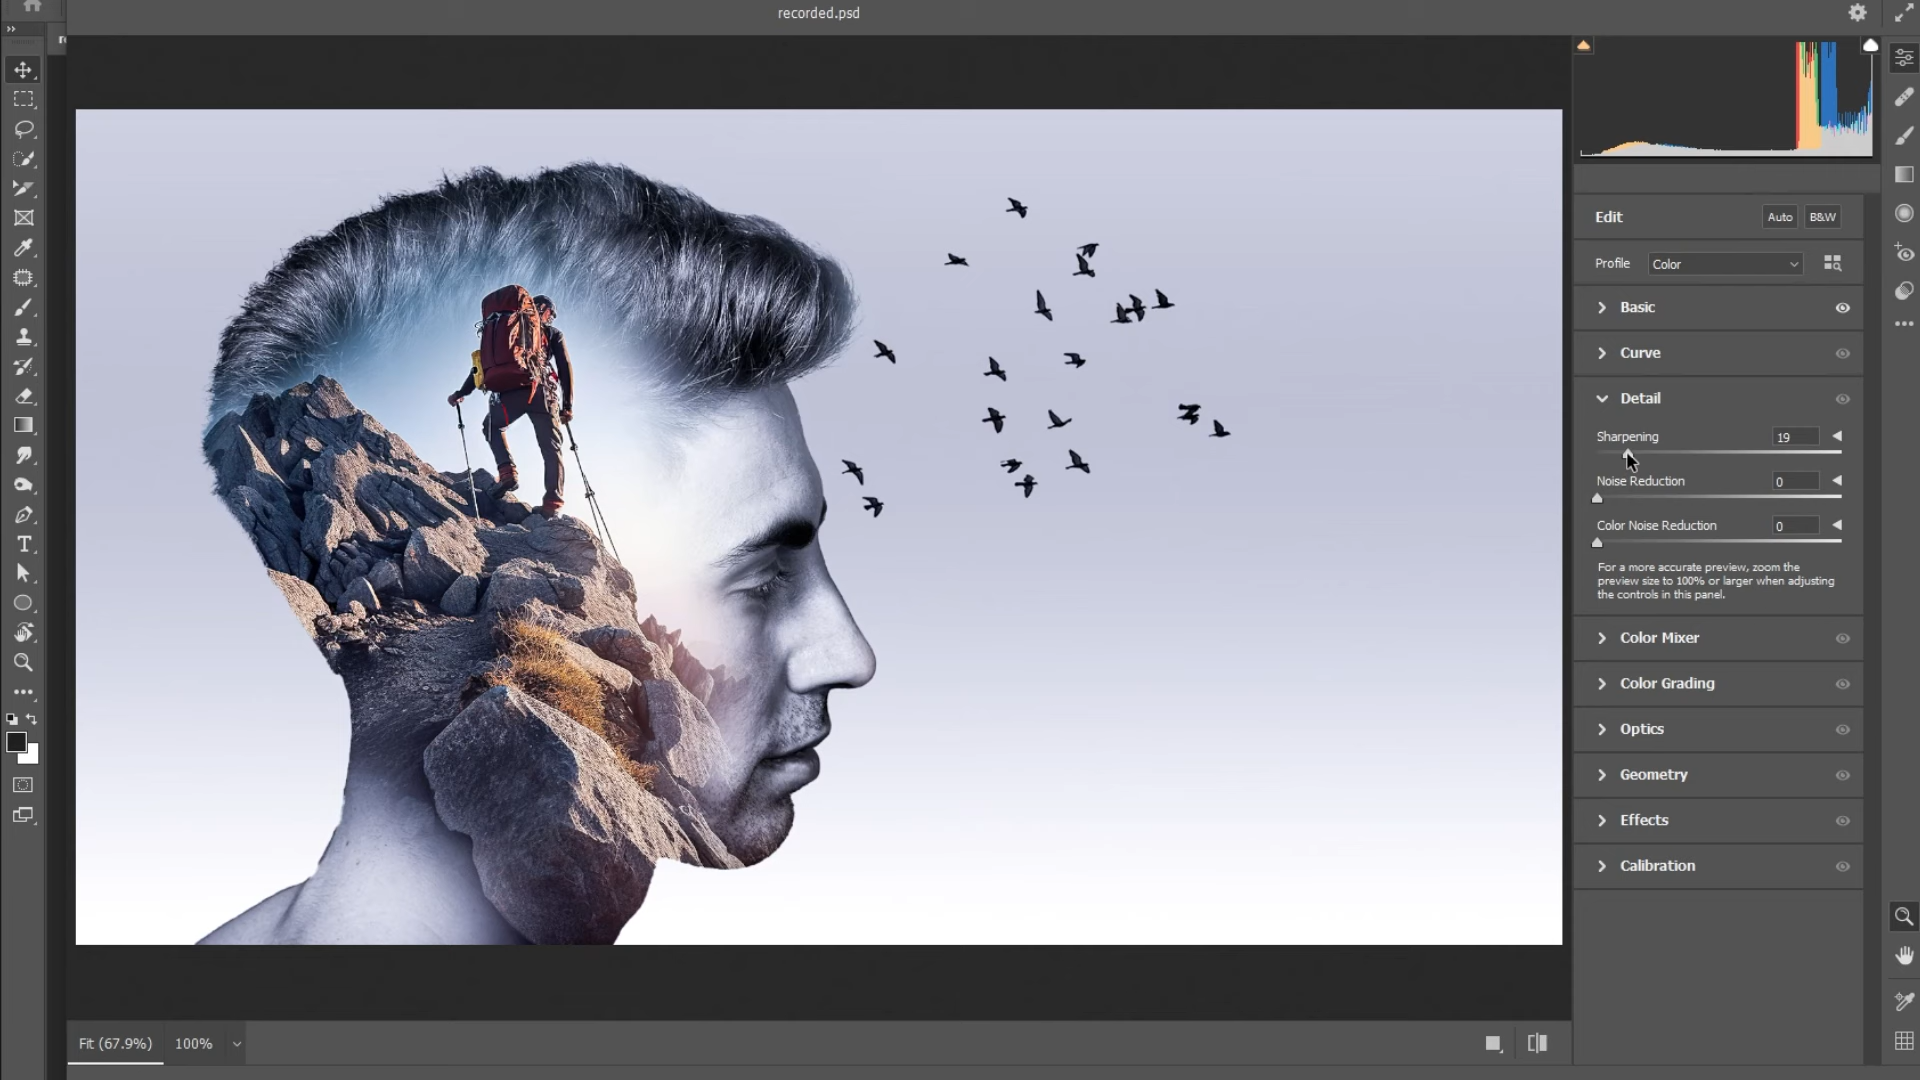 recorded.psd
Edit
Auto
B&W
Profile
Color
Basic
Curve
Detail
Sharpening
19
Noise Reduction
0
Color Noise Reduction
0
For a more accurate preview, zoom the
preview size to 100% or larger when adjusting
the controls in this panel.
Color Mixer
Color Grading
Optics
Geometry
Effects
Calibration
Fit (67.9%)
100%